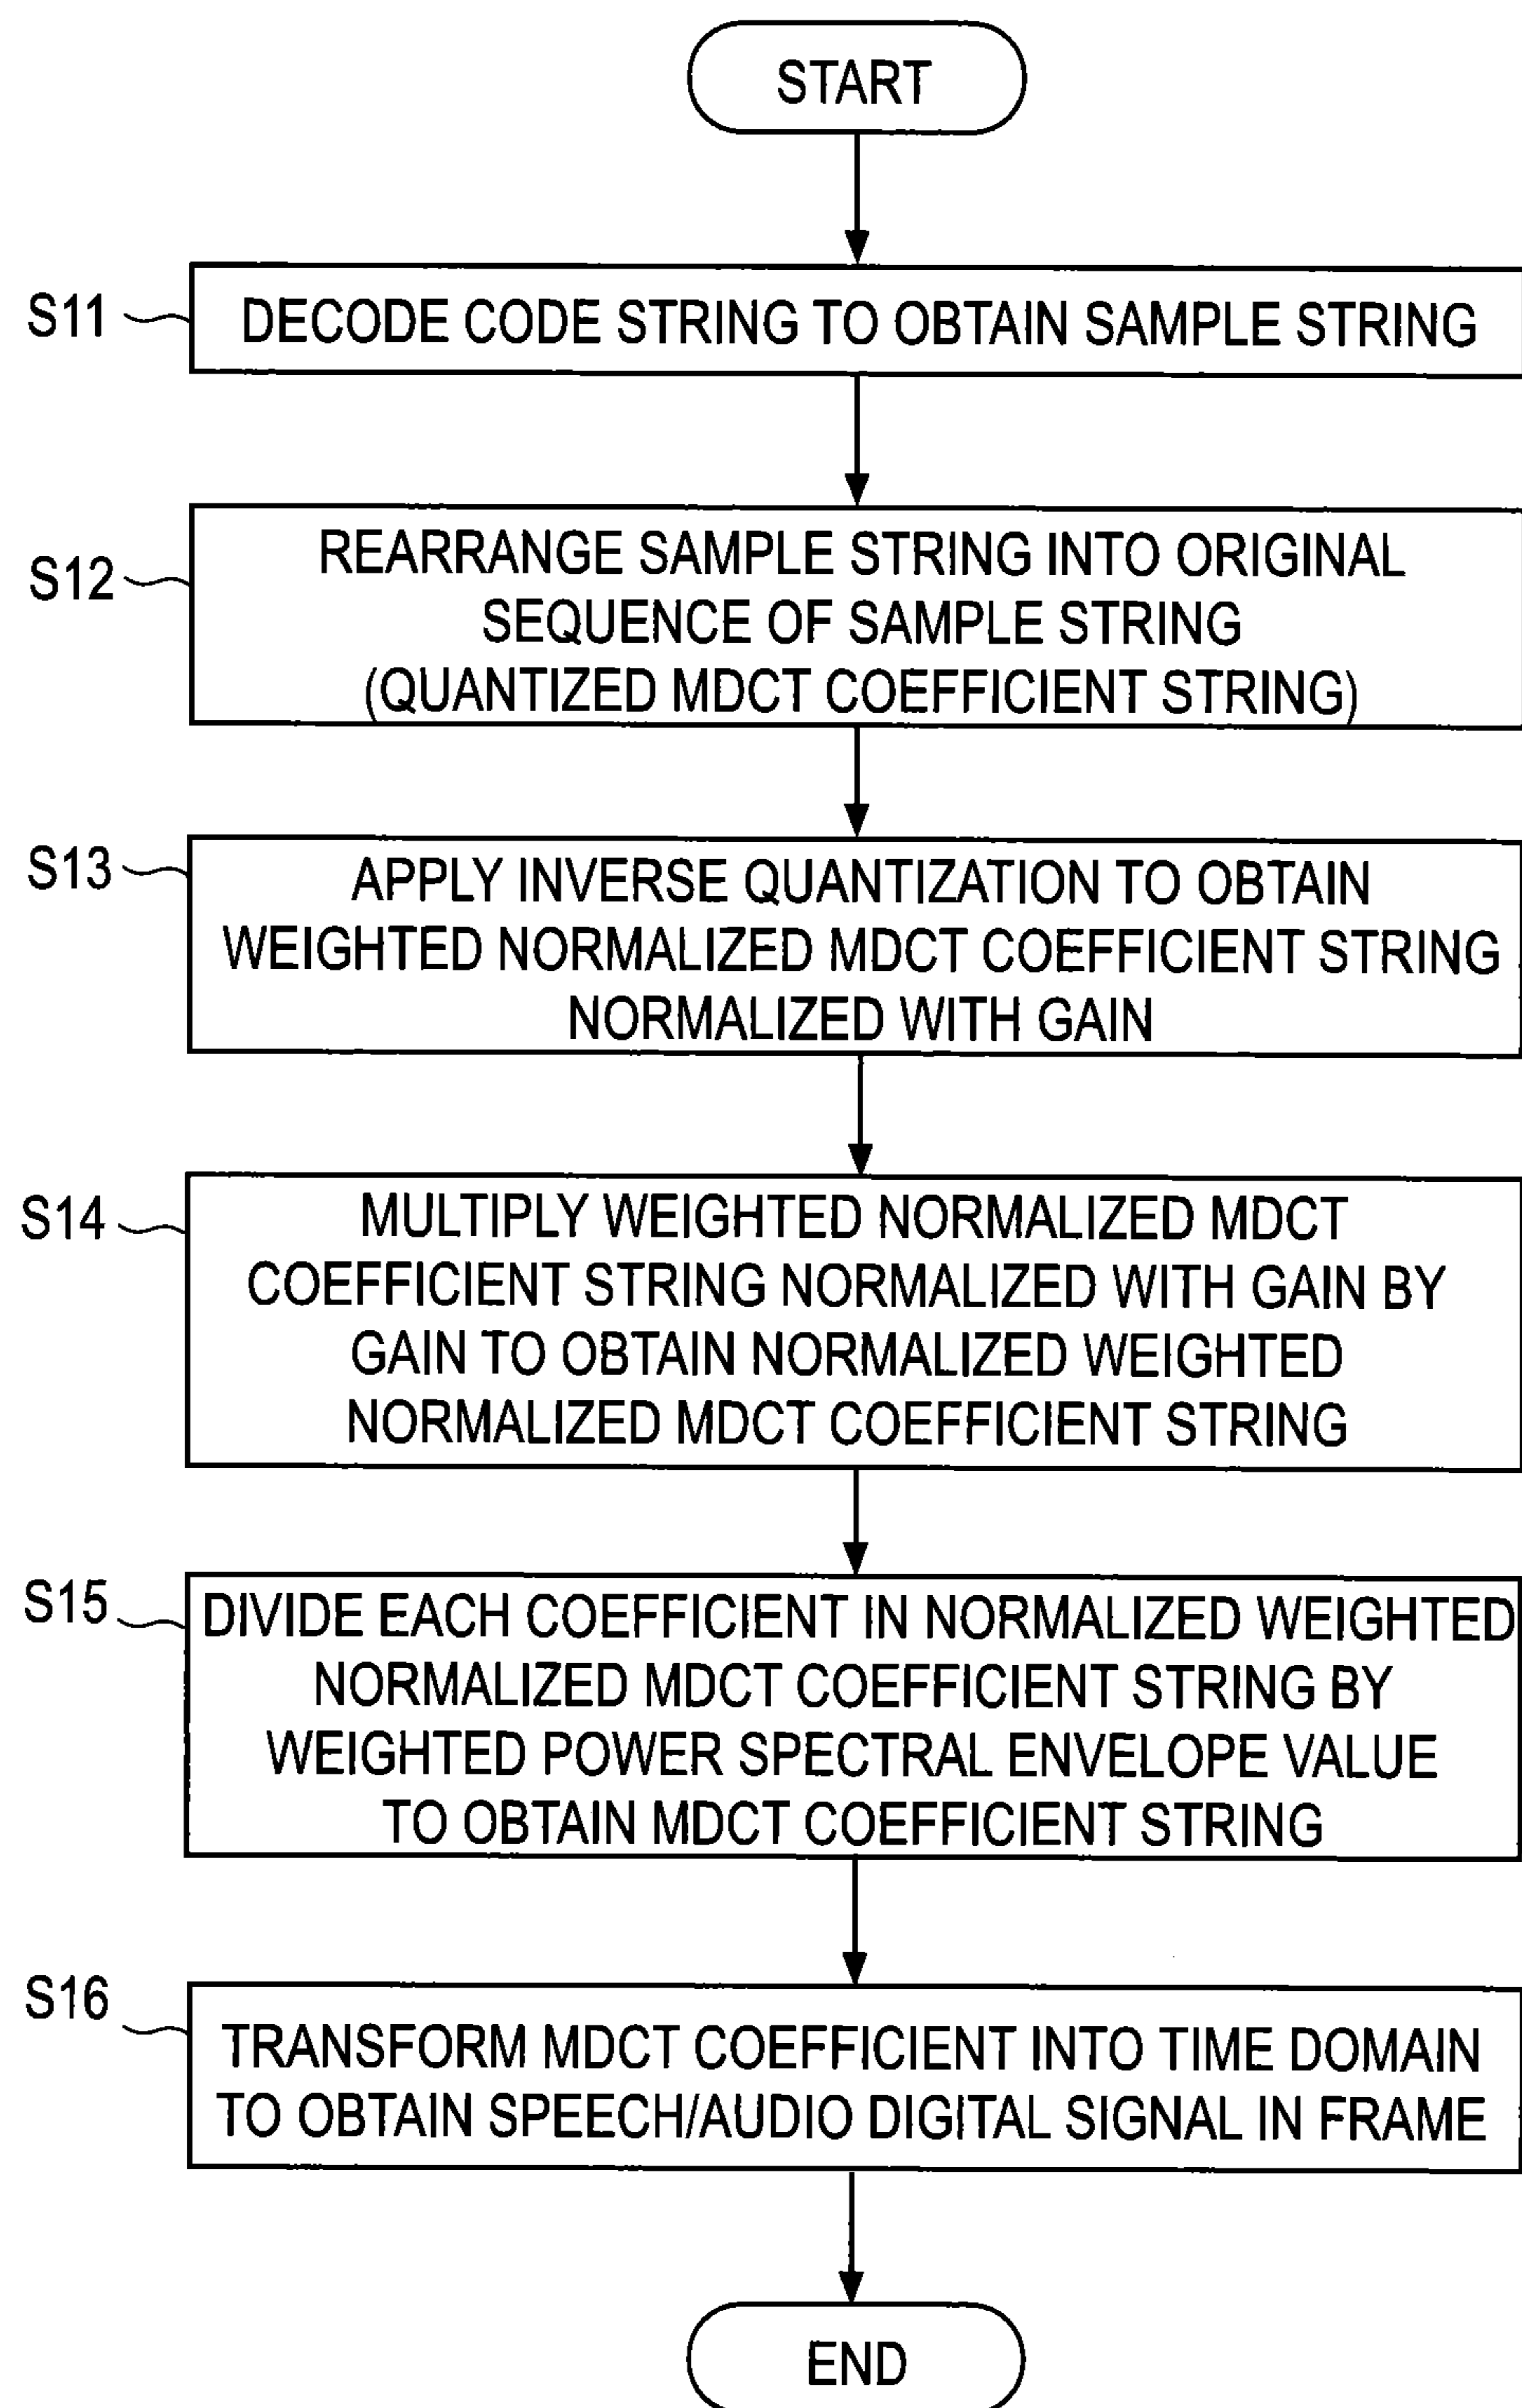 START
S11
DECODE CODE STRING TO OBTAIN SAMPLE STRING
S12
REARRANGE SAMPLE STRING INTO ORIGINAL
SEQUENCE OF SAMPLE STRING
(QUANTIZED MDCT COEFFICIENT STRING)
S13
APPLY INVERSE QUANTIZATION TO OBTAIN
WEIGHTED NORMALIZED MDCT COEFFICIENT STRING
NORMALIZED WITH GAIN
S14
MULTIPLY WEIGHTED NORMALIZED MDCT
COEFFICIENT STRING NORMALIZED WITH GAIN BY
GAIN TO OBTAIN NORMALIZED WEIGHTED
NORMALIZED MDCT COEFFICIENT STRING
S15
DIVIDE EACH COEFFICIENT IN NORMALIZED WEIGHTED
NORMALIZED MDCT COEFFICIENT STRING BY
WEIGHTED POWER SPECTRAL ENVELOPE VALUE
TO OBTAIN MDCT COEFFICIENT STRING
S16
TRANSFORM MDCT COEFFICIENT INTO TIME DOMAIN
TO OBTAIN SPEECH/AUDIO DIGITAL SIGNAL IN FRAME
END